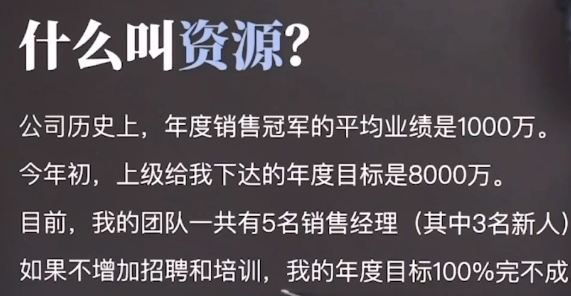 什么叫资源？
公司历史上，年度销售冠军的平均业绩是1000万。
今年初，上级给我下达的年度目标是8000万。
目前，我的团队一共有5名销售经理（其中3名新人）
如果不增加招聘和培训，我的年度目标100%完不成